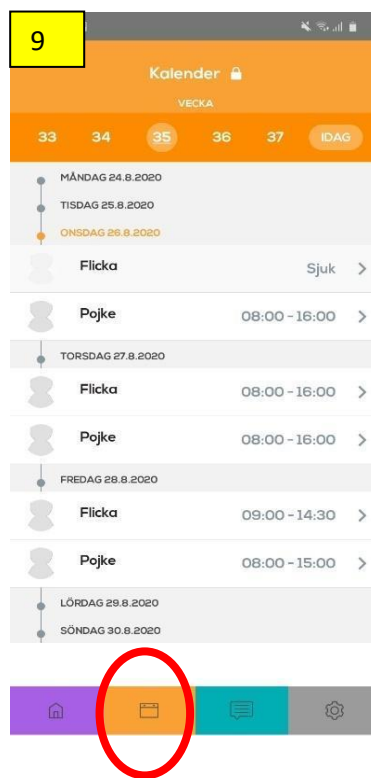 9
Kalender
VECKA
33 34 35 36 37 IDAG
MÅNDAG 24.8.2020
TISDAG 25.8.2020
ONSDAG 26.8.2020
Flicka Sjuk >
Pojke 08:00 - 16:00 >
TORSDAG 27.8.2020
Flicka 08:00 - 16:00 >
Pojke 08:00 - 16:00 >
FREDAG 28.8.2020
Flicka 09:00 - 14:30 >
Pojke 08:00 - 15:00 >
LÖRDAG 29.8.2020
SÖNDAG 30.8.2020